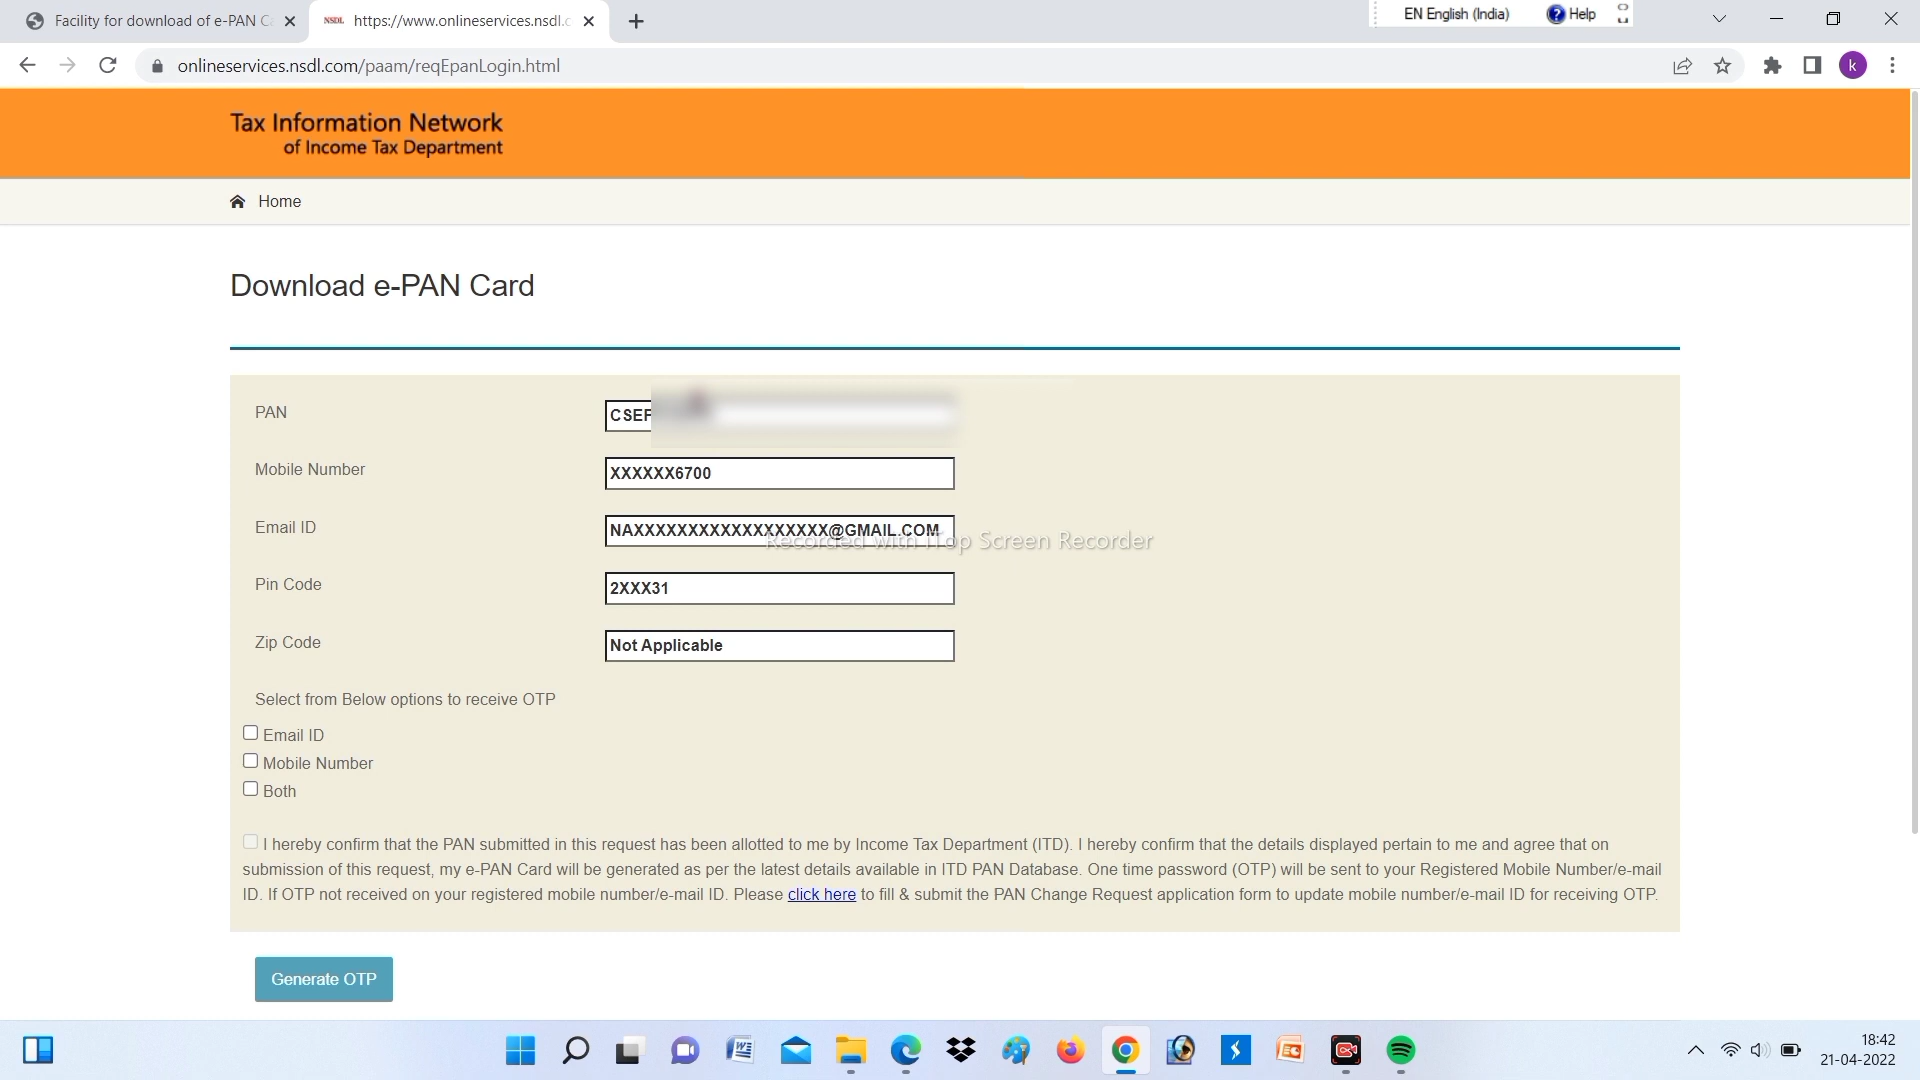 Facility for download of e-PAN C
NSDL https://www.onlineservices.nsdl.c
EN English (India) Help
onlineservices.nsdl.com/paam/reqEpanLogin.html
k
Tax Information Network
of Income Tax Department
Home
Download e-PAN Card
PAN CSEF
Mobile Number XXXXXX6700
Email ID NAXXXXXXXXXXXXXXXXXX@GMAIL.COM
Recorded with iTop Screen Recorder
Pin Code 2XXX31
Zip Code Not Applicable
Select from Below options to receive OTP
Email ID
Mobile Number
Both
I hereby confirm that the PAN submitted in this request has been allotted to me by Income Tax Department (ITD). I hereby confirm that the details displayed pertain to me and agree that on
submission of this request, my e-PAN Card will be generated as per the latest details available in ITD PAN Database. One time password (OTP) will be sent to your Registered Mobile Number/e-mail
ID. If OTP not received on your registered mobile number/e-mail ID. Please click here to fill & submit the PAN Change Request application form to update mobile number/e-mail ID for receiving OTP.
Generate OTP
18:42
21-04-2022